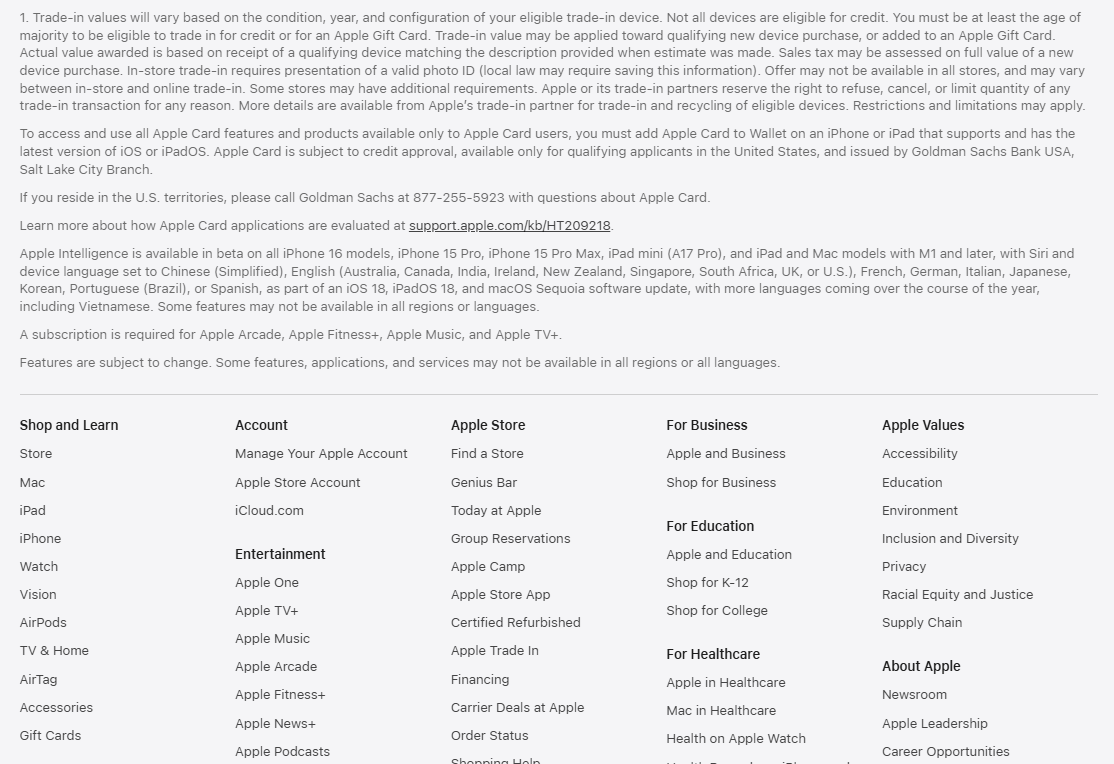 1. Trade-in values will vary based on the condition, year, and configuration of your eligible trade-in device. Not all devices are eligible for credit. You must be at least the age of
majority to be eligible to trade in for credit or for an Apple Gift Card. Trade-in value may be applied toward qualifying new device purchase, or added to an Apple Gift Card.
Actual value awarded is based on receipt of a qualifying device matching the description provided when estimate was made. Sales tax may be assessed on full value of a new
device purchase. In-store trade-in requires presentation of a valid photo ID (local law may require saving this information). Offer may not be available in all stores, and may vary
between in-store and online trade-in. Some stores may have additional requirements. Apple or its trade-in partners reserve the right to refuse, cancel, or limit quantity of any
trade-in transaction for any reason. More details are available from Apple’s trade-in partner for trade-in and recycling of eligible devices. Restrictions and limitations may apply.
To access and use all Apple Card features and products available only to Apple Card users, you must add Apple Card to Wallet on an iPhone or iPad that supports and has the
latest version of iOS or iPadOS. Apple Card is subject to credit approval, available only for qualifying applicants in the United States, and issued by Goldman Sachs Bank USA,
Salt Lake City Branch.
If you reside in the U.S. territories, please call Goldman Sachs at 877-255-5923 with questions about Apple Card.
Learn more about how Apple Card applications are evaluated at support.apple.com/kb/HT209218.
Apple Intelligence is available in beta on all iPhone 16 models, iPhone 15 Pro, iPhone 15 Pro Max, iPad mini (A17 Pro), and iPad and Mac models with M1 and later, with Siri and
device language set to Chinese (Simplified), English (Australia, Canada, India, Ireland, New Zealand, Singapore, South Africa, UK, or U.S.), French, German, Italian, Japanese,
Korean, Portuguese (Brazil), or Spanish, as part of an iOS 18, iPadOS 18, and macOS Sequoia software update, with more languages coming over the course of the year,
including Vietnamese. Some features may not be available in all regions or languages.
A subscription is required for Apple Arcade, Apple Fitness+, Apple Music, and Apple TV+.
Features are subject to change. Some features, applications, and services may not be available in all regions or all languages.
Shop and Learn
Store
Mac
iPad
iPhone
Watch
Vision
AirPods
TV & Home
AirTag
Accessories
Gift Cards
Account
Manage Your Apple Account
Apple Store Account
iCloud.com
Entertainment
Apple One
Apple TV+
Apple Music
Apple Arcade
Apple Fitness+
Apple News+
Apple Podcasts
Apple Store
Find a Store
Genius Bar
Today at Apple
Group Reservations
Apple Camp
Apple Store App
Certified Refurbished
Apple Trade In
Financing
Carrier Deals at Apple
Order Status
Shopping Help
For Business
Apple and Business
Shop for Business
For Education
Apple and Education
Shop for K-12
Shop for College
For Healthcare
Apple in Healthcare
Mac in Healthcare
Health on Apple Watch
Apple Values
Accessibility
Education
Environment
Inclusion and Diversity
Privacy
Racial Equity and Justice
Supply Chain
About Apple
Newsroom
Apple Leadership
Career Opportunities